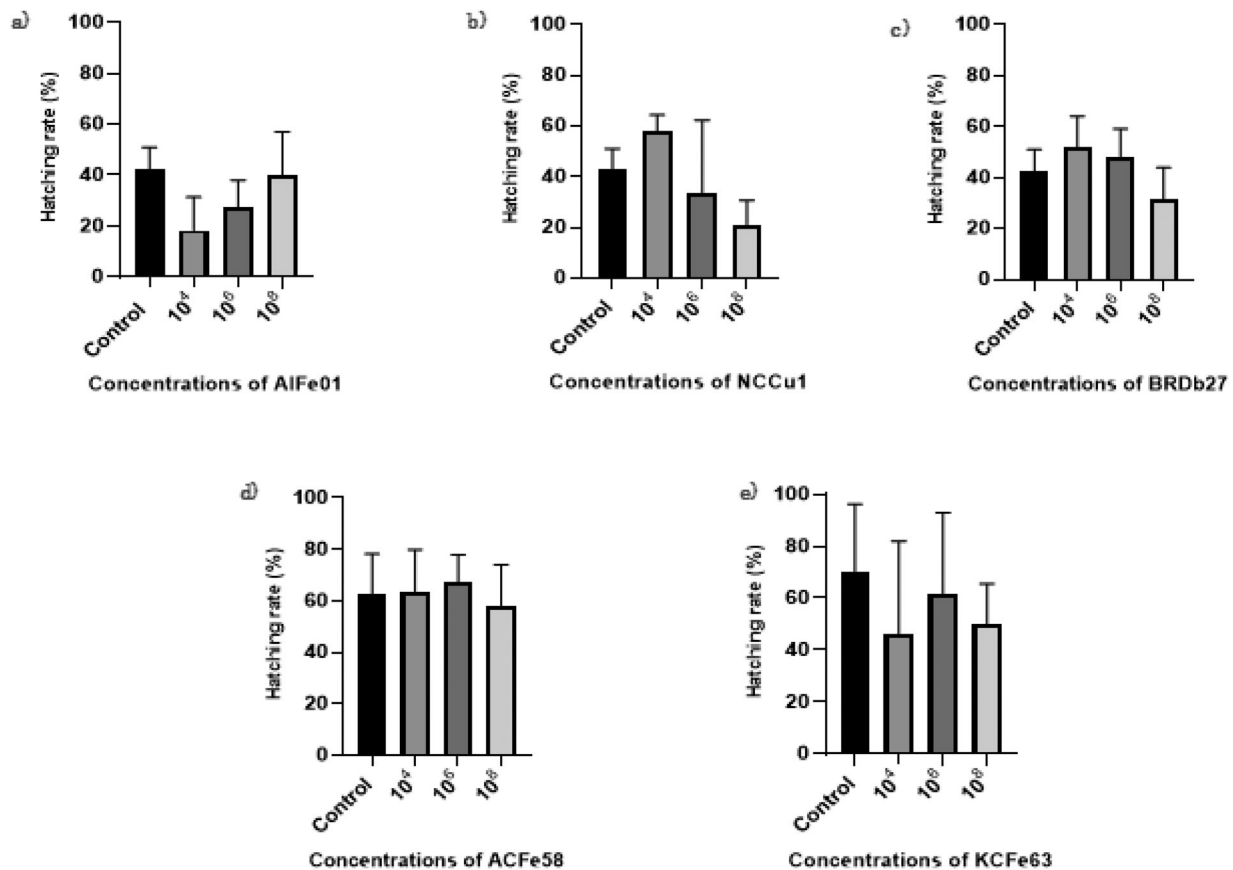 a)
Hatching rate (%)
100
80
60
40
20
0
Control
10⁴
10⁶
10⁸
Concentrations of AIFe01
b)
Hatching rate (%)
100
80
60
40
20
0
Control
10⁴
10⁶
10⁸
Concentrations of NCCu1
c)
Hatching rate (%)
100
80
60
40
20
0
Control
10⁴
10⁶
10⁸
Concentrations of BRDb27
d)
Hatching rate (%)
100
80
60
40
20
0
Control
10⁴
10⁶
10⁸
Concentrations of ACFe58
e)
Hatching rate (%)
100
80
60
40
20
0
Control
10⁴
10⁶
10⁸
Concentrations of KCFe63